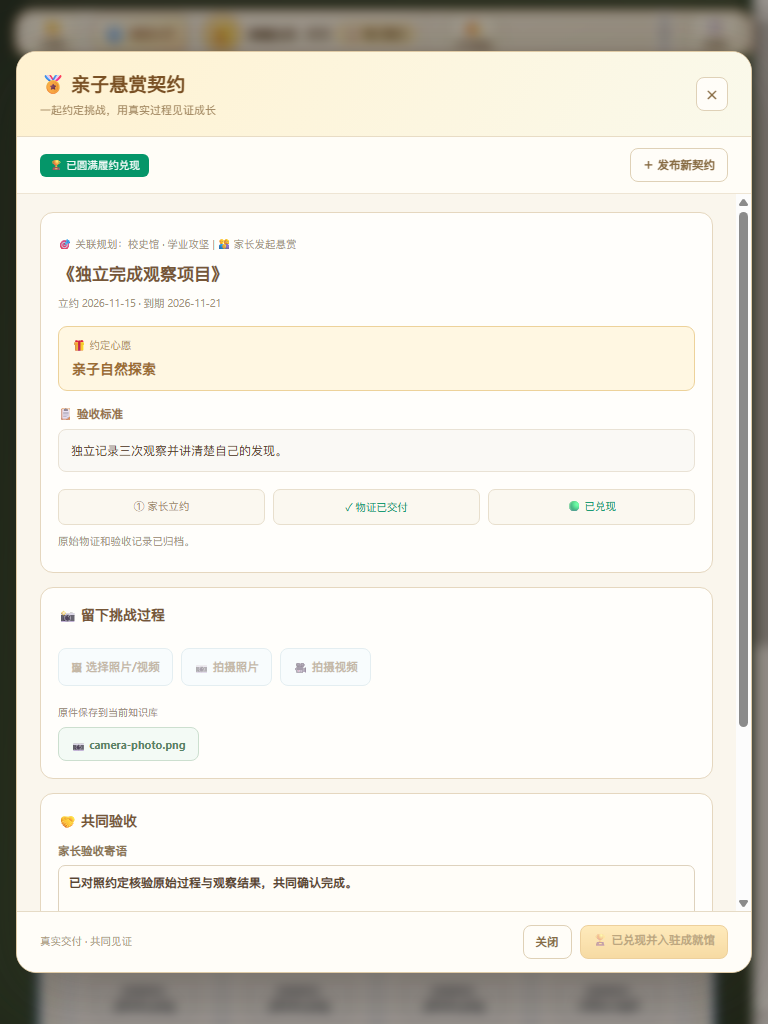 亲子悬赏契约
一起约定挑战，用真实过程见证成长
已圆满履约兑现
＋ 发布新契约
关联规划：校史馆 · 学业攻坚 | 家长发起悬赏
《独立完成观察项目》
立约 2026-11-15 · 到期 2026-11-21
约定心愿
亲子自然探索
验收标准
独立记录三次观察并讲清楚自己的发现。
① 家长立约
✓ 物证已交付
已兑现
原始物证和验收记录已归档。
留下挑战过程
选择照片/视频
拍摄照片
拍摄视频
原件保存到当前知识库
camera-photo.png
共同验收
家长验收寄语
已对照约定核验原始过程与观察结果，共同确认完成。
真实交付 · 共同见证
关闭
已兑现并入驻成就馆